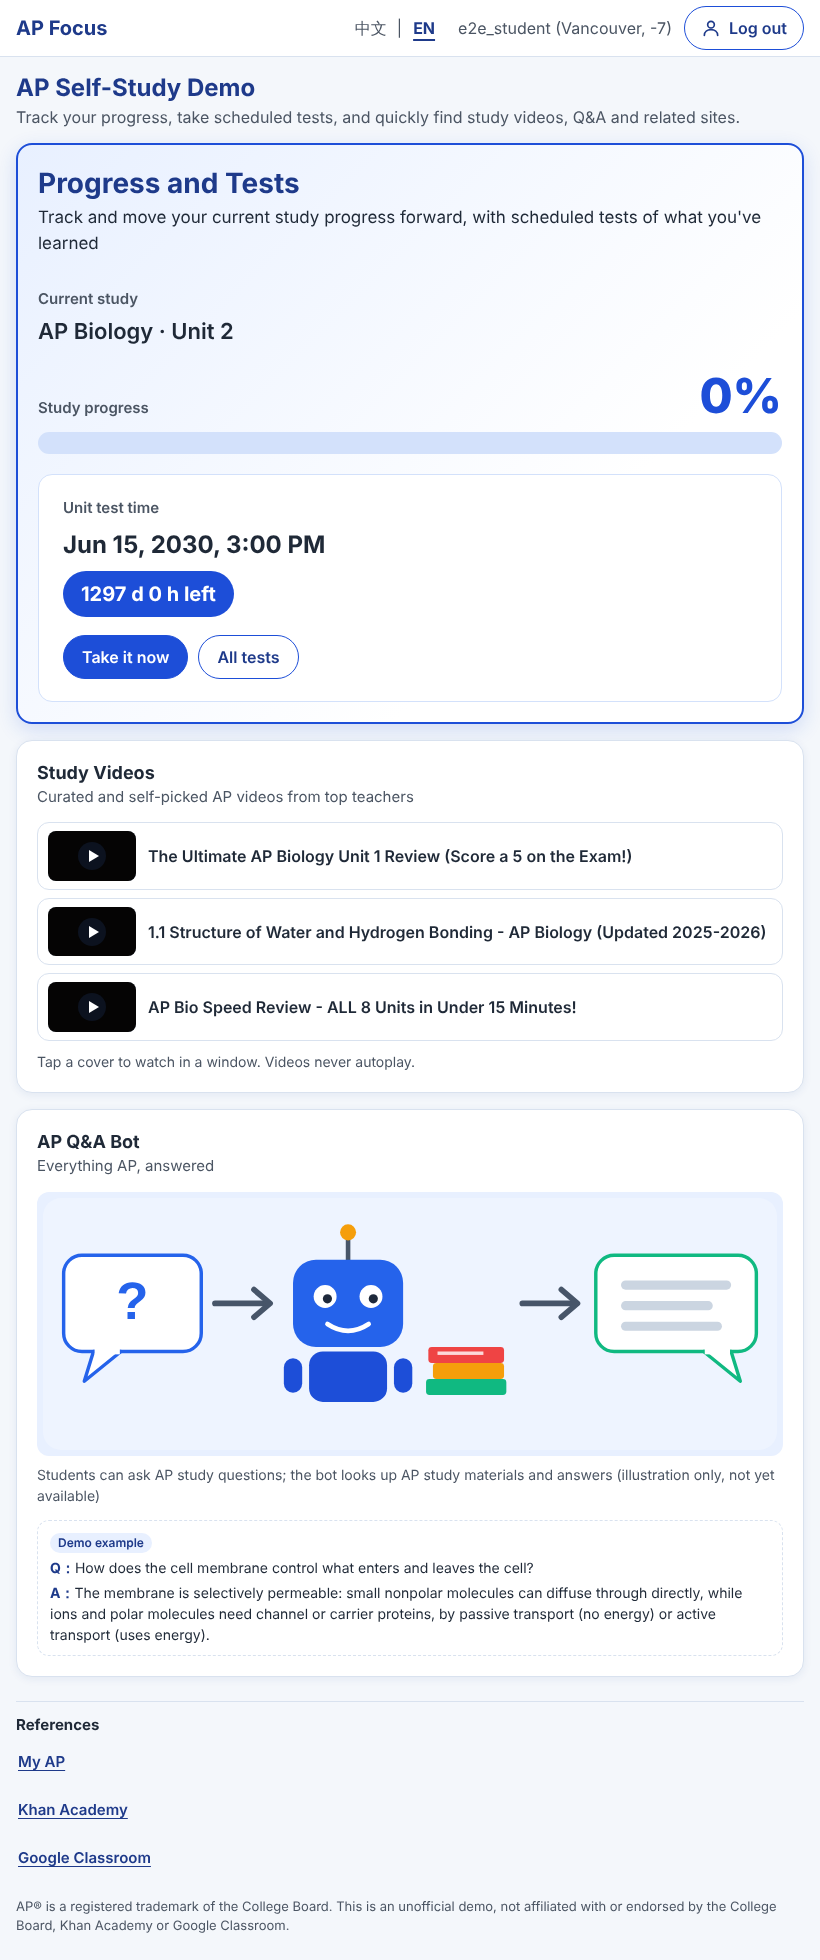 AP Focus
中文 | EN e2e_student (Vancouver, -7) Log out
AP Self-Study Demo
Track your progress, take scheduled tests, and quickly find study videos, Q&A and related sites.
Progress and Tests
Track and move your current study progress forward, with scheduled tests of what you've
learned
Current study
AP Biology · Unit 2
Study progress 0%
Unit test time
Jun 15, 2030, 3:00 PM
1297 d 0 h left
Take it now All tests
Study Videos
Curated and self-picked AP videos from top teachers
The Ultimate AP Biology Unit 1 Review (Score a 5 on the Exam!)
1.1 Structure of Water and Hydrogen Bonding - AP Biology (Updated 2025-2026)
AP Bio Speed Review - ALL 8 Units in Under 15 Minutes!
Tap a cover to watch in a window. Videos never autoplay.
AP Q&A Bot
Everything AP, answered
?
Students can ask AP study questions; the bot looks up AP study materials and answers (illustration only, not yet
available)
Demo example
Q：How does the cell membrane control what enters and leaves the cell?
A：The membrane is selectively permeable: small nonpolar molecules can diffuse through directly, while
ions and polar molecules need channel or carrier proteins, by passive transport (no energy) or active
transport (uses energy).
References
My AP
Khan Academy
Google Classroom
AP® is a registered trademark of the College Board. This is an unofficial demo, not affiliated with or endorsed by the College
Board, Khan Academy or Google Classroom.